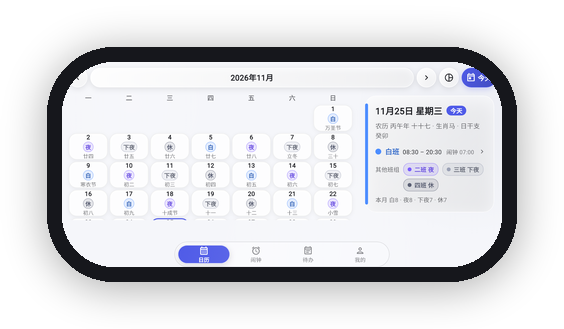 2026年11月
今天
一 二 三 四 五 六 日
1
白
万圣节
2 3 4 5 6 7 8
夜 下夜 休 白 夜 下夜 休
廿四 廿五 廿六 廿七 廿八 立冬 三十
9 10 11 12 13 14 15
白 夜 下夜 休 白 夜 下夜
寒衣节 初二 初三 初四 初五 初六 初七
16 17 18 19 20 21 22
休 白 夜 下夜 休 白 夜
初八 初九 十成节 十一 十二 十三 小雪
11月25日 星期三 今天
农历 丙午年 十十七 · 生肖马 · 日干支
癸卯
白班 08:30 – 20:30 闹钟 07:00
其他班组 二班 夜 三班 下夜
四班 休
本月 白8 · 夜8 · 下夜7 · 休7
日历 闹钟 待办 我的